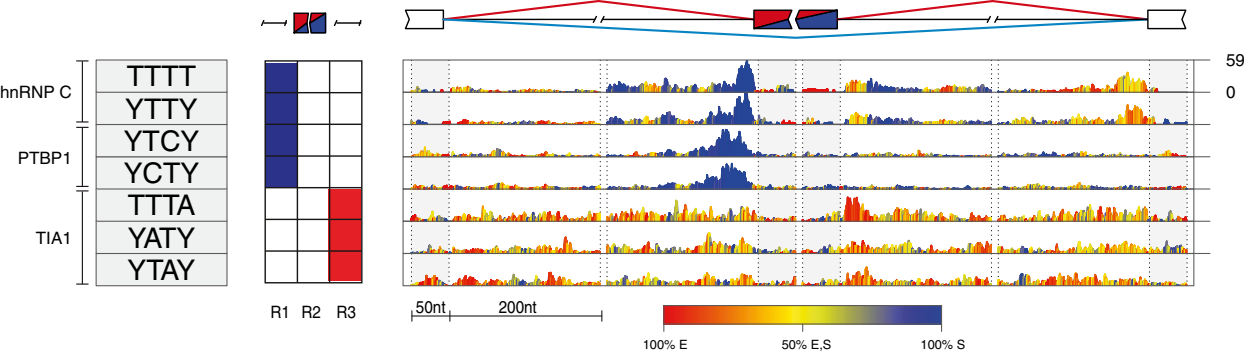 59
0
hnRNP C
TTTT
YTTY
PTBP1
YTCY
YCTY
TIA1
TTTA
YATY
YTAY
R1 R2 R3
50nt 200nt
100% E 50% E,S 100% S